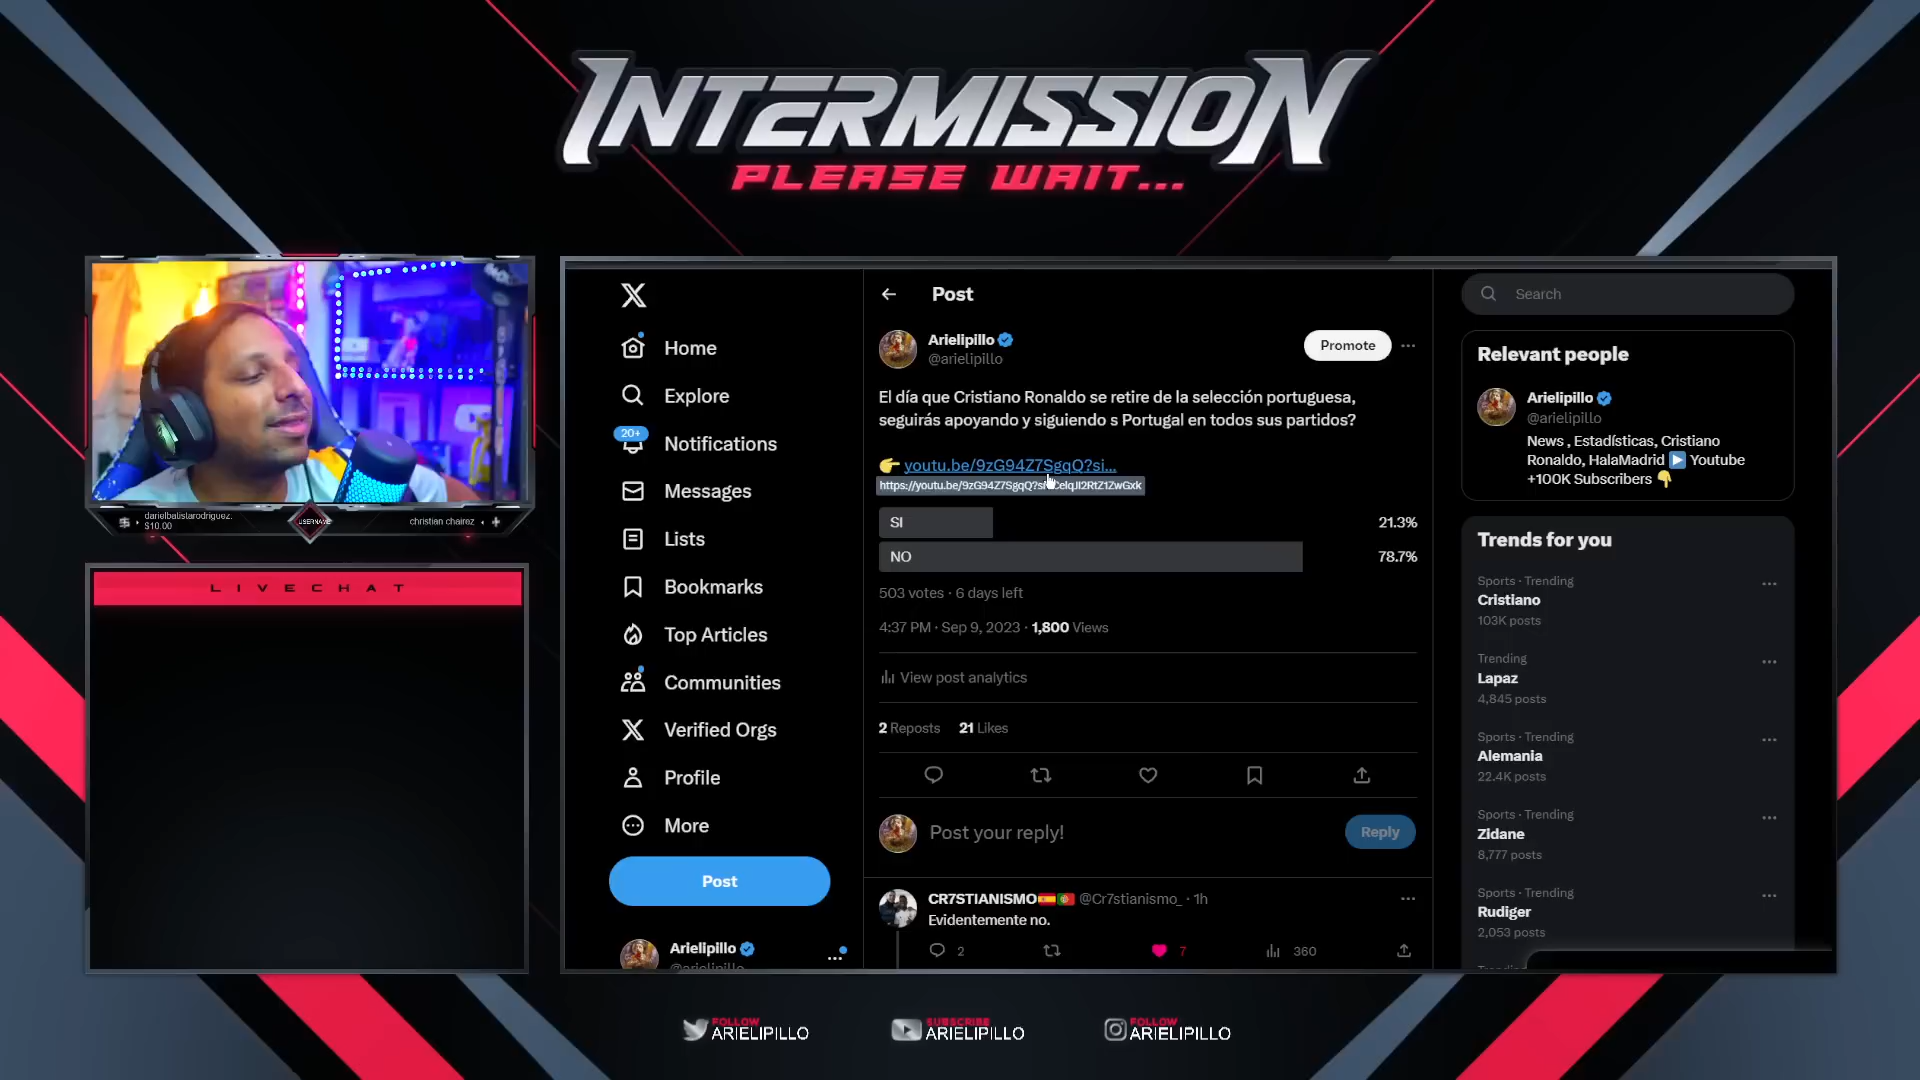 INTERMISSION
PLEASE WAIT...
darielbatistarodriguez:
$10.00
USERNAME
christian chairez
LIVECHAT
Home
Explore
20+
Notifications
Messages
Lists
Bookmarks
Top Articles
Communities
Verified Orgs
Profile
More
Post
Arielipillo
@arielipillo
Post
Arielipillo
@arielipillo
Promote
El día que Cristiano Ronaldo se retire de la selección portuguesa,
seguirás apoyando y siguiendo s Portugal en todos sus partidos?
👉 youtu.be/9zG94Z7SgqQ?si...
SI 21.3%
NO 78.7%
503 votes · 6 days left
4:37 PM · Sep 9, 2023 · 1,800 Views
View post analytics
2 Reposts 21 Likes
Post your reply!
Reply
CR7STIANISMO🇪🇸🇵🇹 @Cr7stianismo_ · 1h
Evidentemente no.
2 7 360
Search
Relevant people
Arielipillo
@arielipillo
News , Estadísticas, Cristiano
Ronaldo, HalaMadrid ▶️ Youtube
+100K Subscribers 👇
Trends for you
Sports · Trending
Cristiano
103K posts
Trending
Lapaz
4,845 posts
Sports · Trending
Alemania
22.4K posts
Sports · Trending
Zidane
8,777 posts
Sports · Trending
Rudiger
2,053 posts
FOLLOW
ARIELIPILLO
SUBSCRIBE
ARIELIPILLO
FOLLOW
ARIELIPILLO